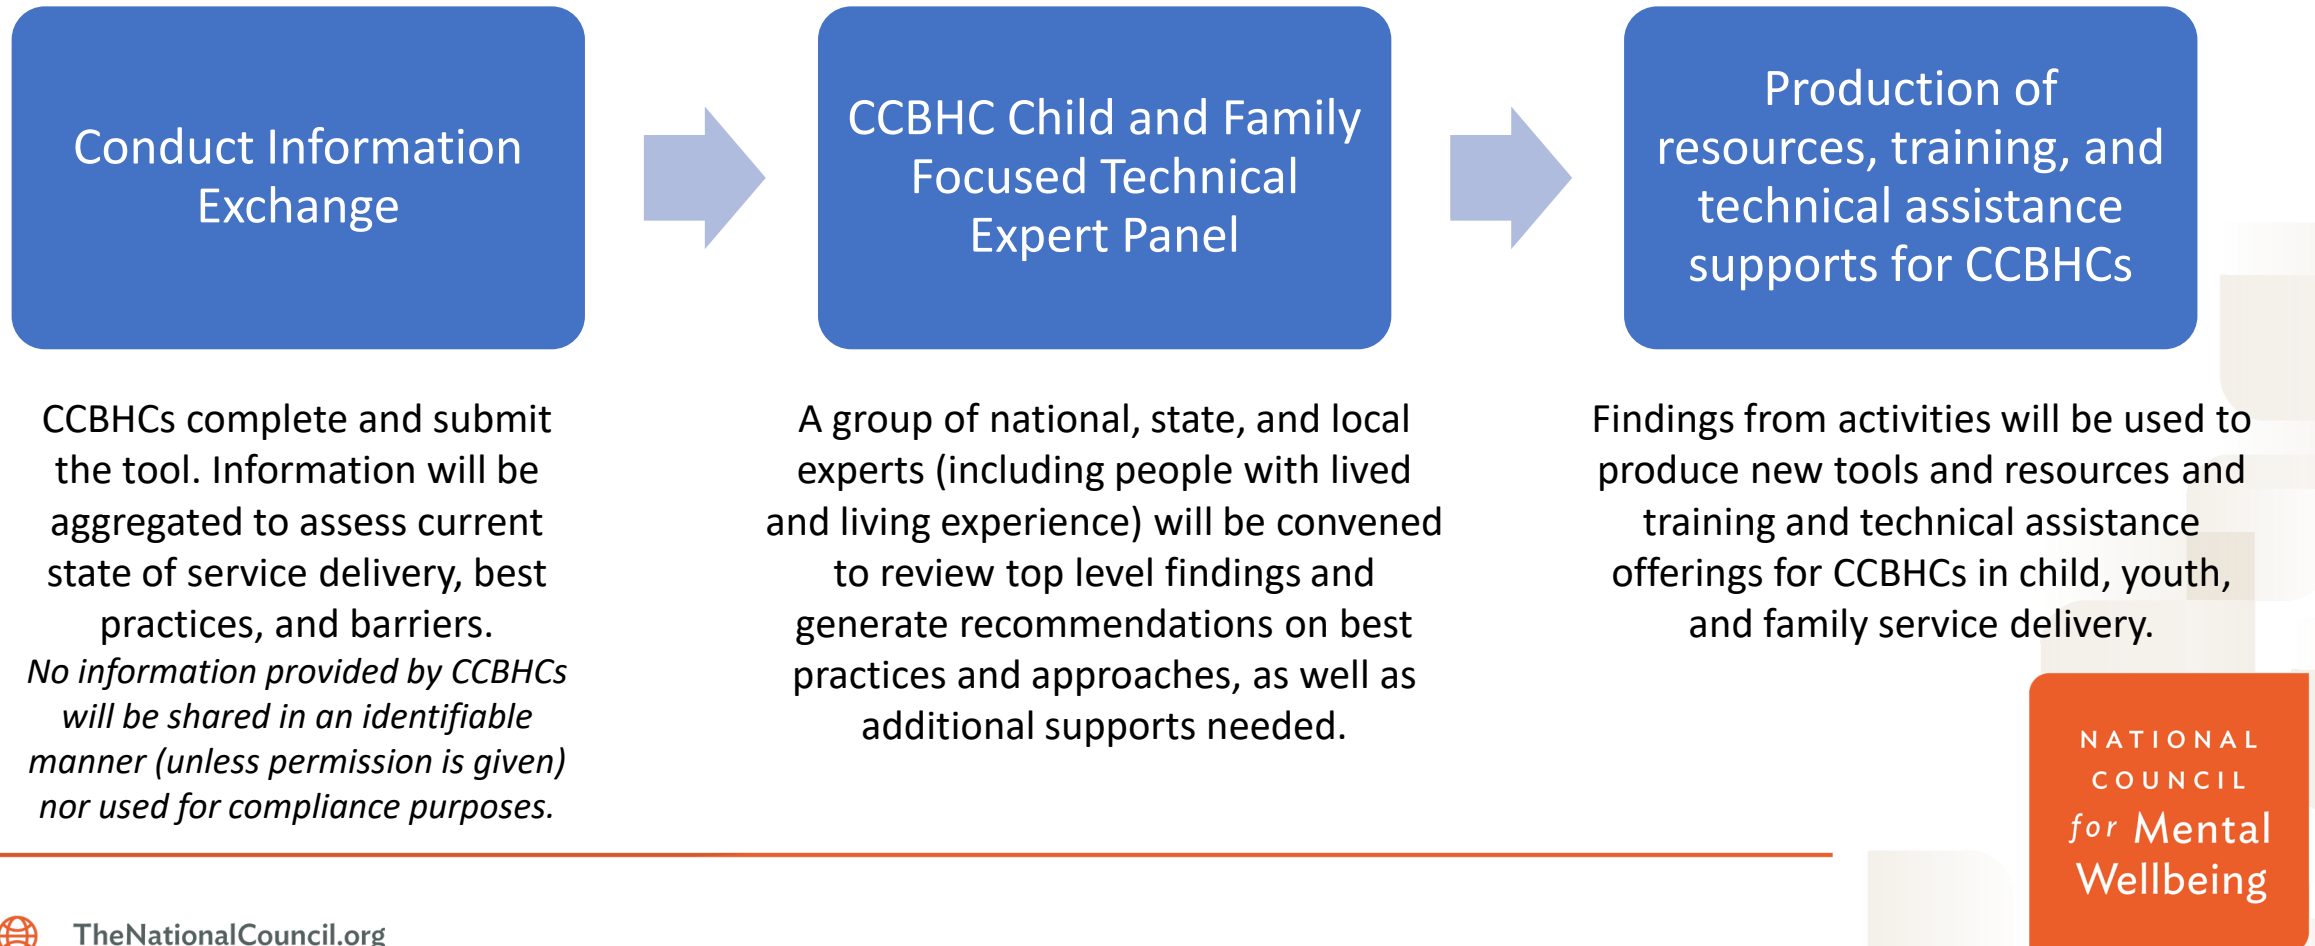 Conduct Information
Exchange
CCBHC Child and Family
Focused Technical
Expert Panel
Production of
resources, training, and
technical assistance
supports for CCBHCs
CCBHCs complete and submit
the tool. Information will be
aggregated to assess current
state of service delivery, best
practices, and barriers.
No information provided by CCBHCs
will be shared in an identifiable
manner (unless permission is given)
nor used for compliance purposes.
A group of national, state, and local
experts (including people with lived
and living experience) will be convened
to review top level findings and
generate recommendations on best
practices and approaches, as well as
additional supports needed.
Findings from activities will be used to
produce new tools and resources and
training and technical assistance
offerings for CCBHCs in child, youth,
and family service delivery.
NATIONAL
COUNCIL
for Mental
Wellbeing
TheNationalCouncil.org